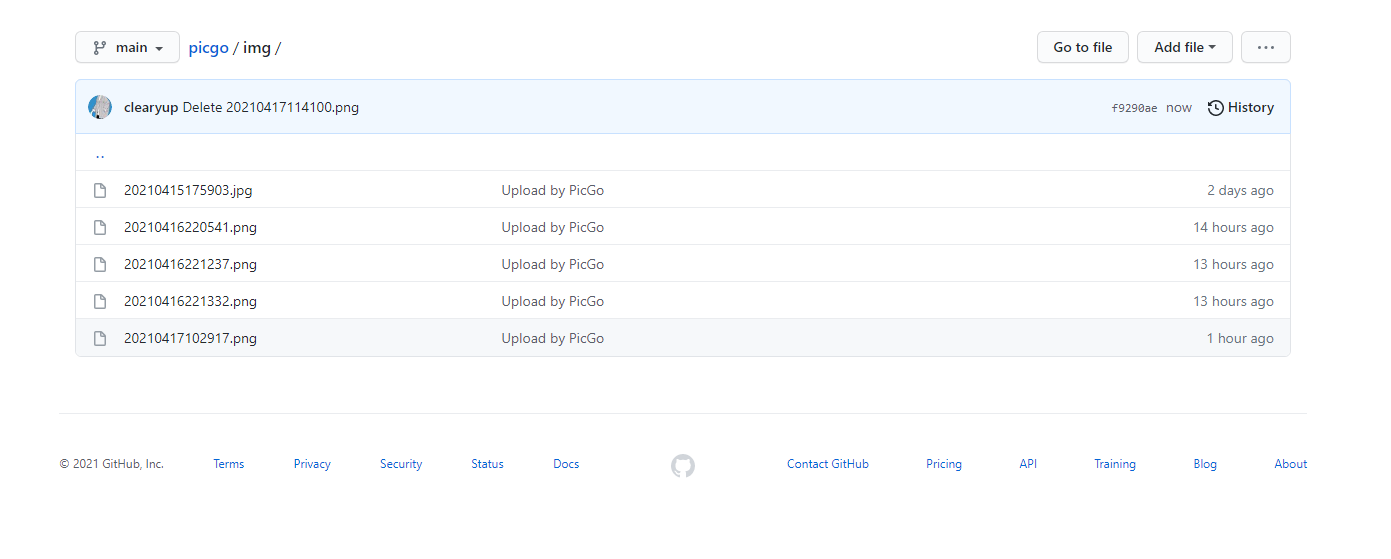 main picgo / img / Go to file Add file ...
clearyup Delete 20210417114100.png f9290ae now History
..
20210415175903.jpg Upload by PicGo 2 days ago
20210416220541.png Upload by PicGo 14 hours ago
20210416221237.png Upload by PicGo 13 hours ago
20210416221332.png Upload by PicGo 13 hours ago
20210417102917.png Upload by PicGo 1 hour ago
© 2021 GitHub, Inc. Terms Privacy Security Status Docs Contact GitHub Pricing API Training Blog About